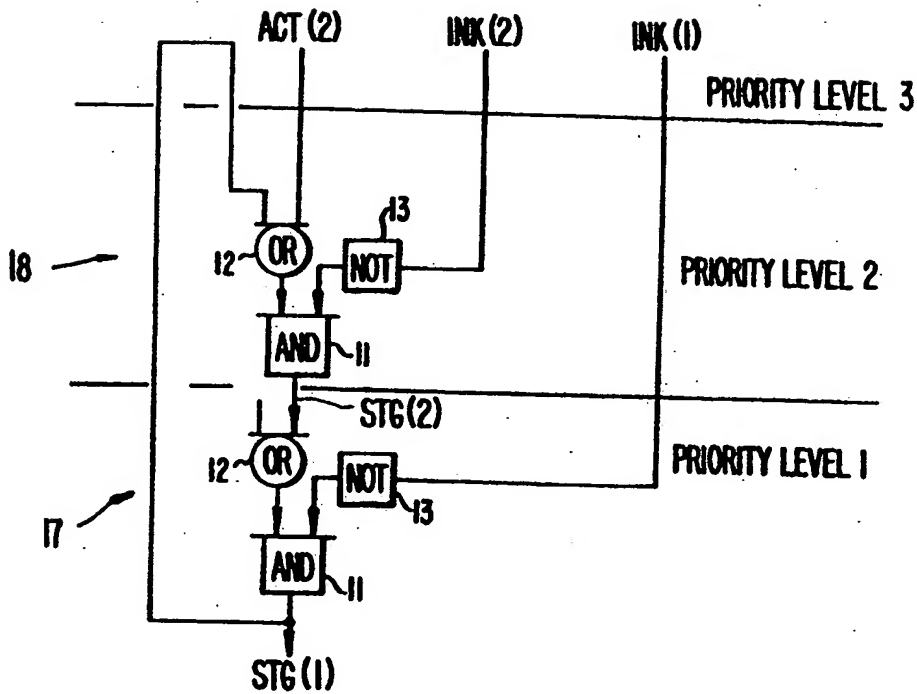 ACT(2) INK(2) INK(1)
PRIORITY LEVEL 3
13
12 OR NOT
18
PRIORITY LEVEL 2
AND 11
STG(2)
12 OR NOT PRIORITY LEVEL 1
13
17
AND 11
STG(1)